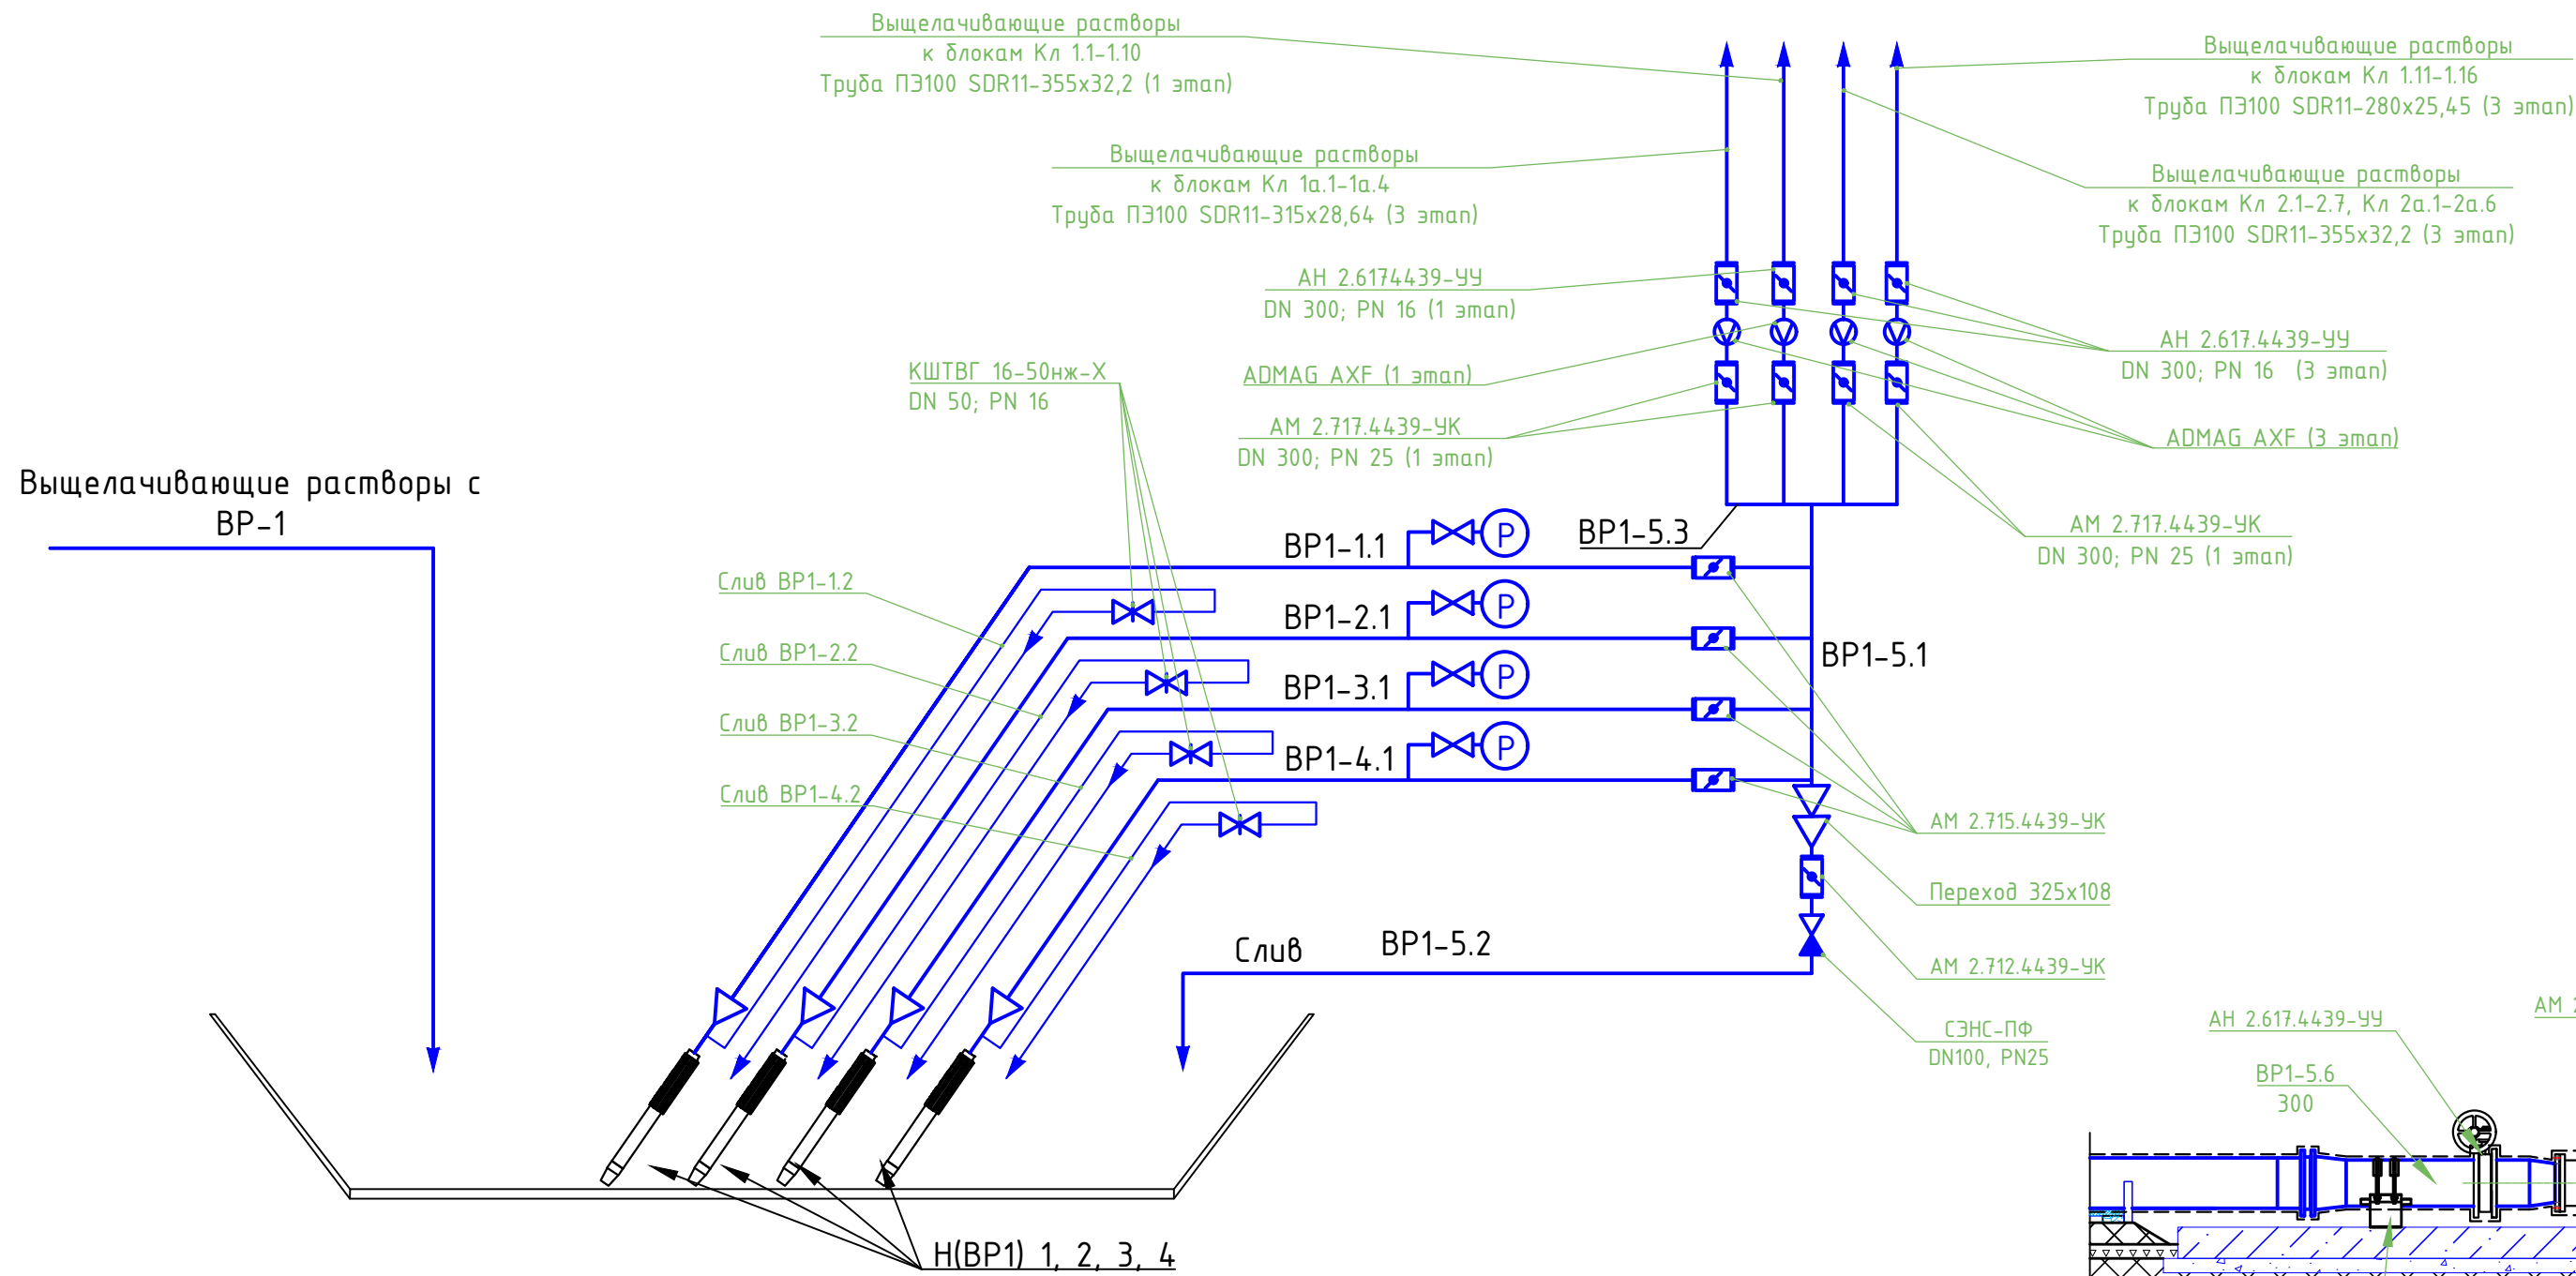 Выщелачивающие растворы
к блокам Кл 1.1-1.10
Труба ПЭ100 SDR11-355х32,2 (1 этап)
Выщелачивающие растворы
к блокам Кл 1.11-1.16
Труба ПЭ100 SDR11-280х25,45 (3 этап)
Выщелачивающие растворы
к блокам Кл 1а.1-1а.4
Труба ПЭ100 SDR11-315х28,64 (3 этап)
Выщелачивающие растворы
к блокам Кл 2.1-2.7, Кл 2а.1-2а.6
Труба ПЭ100 SDR11-355х32,2 (3 этап)
АН 2.6174439-УУ
DN 300; PN 16 (1 этап)
АН 2.617.4439-УУ
DN 300; PN 16 (3 этап)
КШТВГ 16-50нж-Х
DN 50; PN 16
ADMAG AXF (1 этап)
АМ 2.717.4439-УК
DN 300; PN 25 (1 этап)
ADMAG AXF (3 этап)
Выщелачивающие растворы с
ВР-1
АМ 2.717.4439-УК
DN 300; PN 25 (1 этап)
ВР1-5.3
ВР1-1.1
P
Слив ВР1-1.2
ВР1-2.1
P
Слив ВР1-2.2
ВР1-5.1
ВР1-3.1
P
Слив ВР1-3.2
ВР1-4.1
P
Слив ВР1-4.2
АМ 2.715.4439-УК
Переход 325х108
Слив
ВР1-5.2
АМ 2.712.4439-УК
СЭНС-ПФ
DN100, PN25
АН 2.617.4439-УУ
АМ 2
ВР1-5.6
300
Н(ВР1) 1, 2, 3, 4